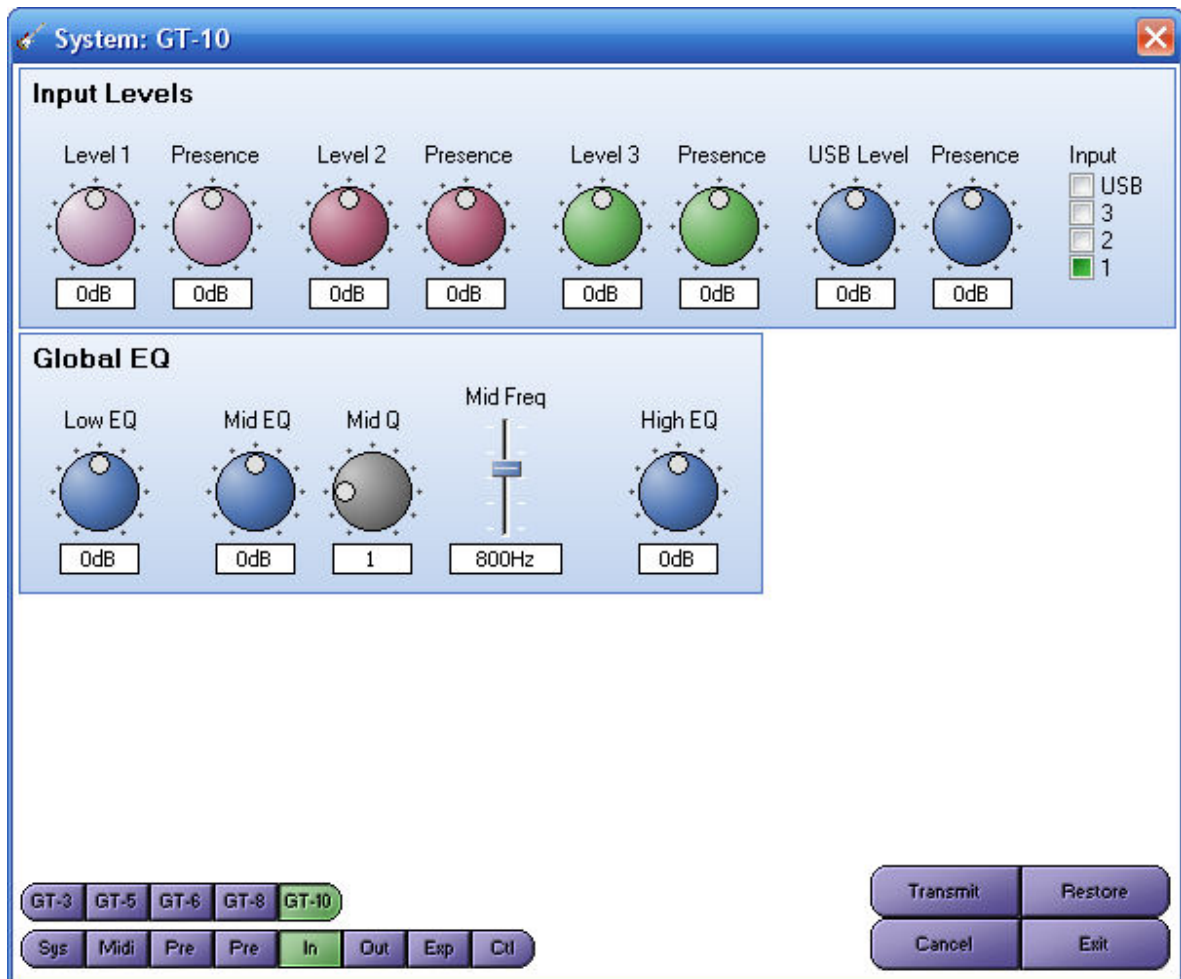 System: GT-10
Input Levels
Level 1 Presence Level 2 Presence Level 3 Presence USB Level Presence Input
USB
3
2
1
0dB 0dB 0dB 0dB 0dB 0dB 0dB 0dB
Global EQ
Mid Freq
Low EQ Mid EQ Mid Q High EQ
0dB 0dB 1 800Hz 0dB
GT-3 GT-5 GT-6 GT-8 GT-10
Sys Midi Pre Pre In Out Exp Ctl
Transmit Restore
Cancel Exit